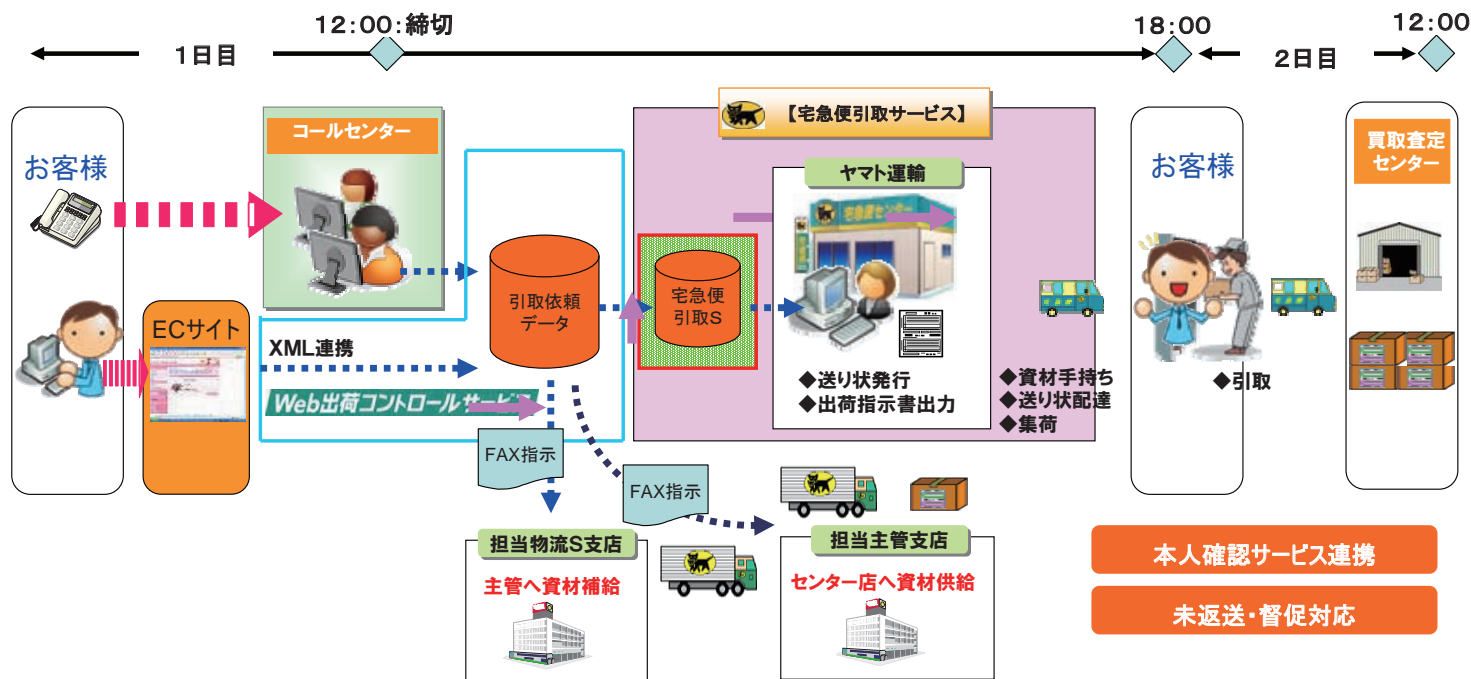 12:00:締切
18:00
12:00
1日目
2日目
コールセンター
【宅急便引取サービス】
お客様
ヤマト運輸
宅急便センター
お客様
買取査定
センター
引取依頼
データ
宅急便
引取S
ECサイト
XML連携
Web出荷コントロールサービス
◆送り状発行
◆出荷指示書出力
◆資材手持ち
◆送り状配達
◆集荷
◆引取
FAX指示
FAX指示
担当物流S支店
主管へ資材補給
担当主管支店
センター店へ資材供給
本人確認サービス連携
未返送・督促対応